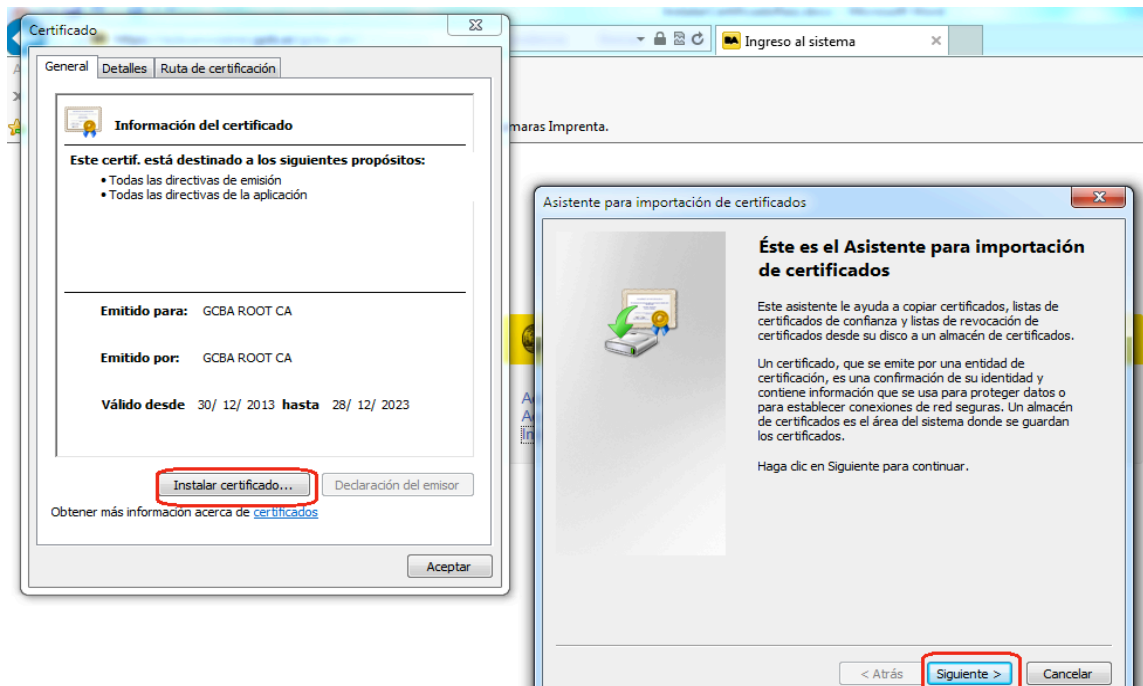 Certificado
General
Detalles
Ruta de certificación
Información del certificado
Este certif. está destinado a los siguientes propósitos:
• Todas las directivas de emisión
• Todas las directivas de la aplicación
Emitido para: GCBA ROOT CA
Emitido por: GCBA ROOT CA
Válido desde 30/ 12/ 2013 hasta 28/ 12/ 2023
Instalar certificado...
Declaración del emisor
Obtener más información acerca de certificados
Aceptar
Ingreso al sistema
maras Imprenta.
Asistente para importación de certificados
Éste es el Asistente para importación
de certificados
Este asistente le ayuda a copiar certificados, listas de
certificados de confianza y listas de revocación de
certificados desde su disco a un almacén de certificados.
Un certificado, que se emite por una entidad de
certificación, es una confirmación de su identidad y
contiene información que se usa para proteger datos o
para establecer conexiones de red seguras. Un almacén
de certificados es el área del sistema donde se guardan
los certificados.
Haga clic en Siguiente para continuar.
< Atrás
Siguiente >
Cancelar